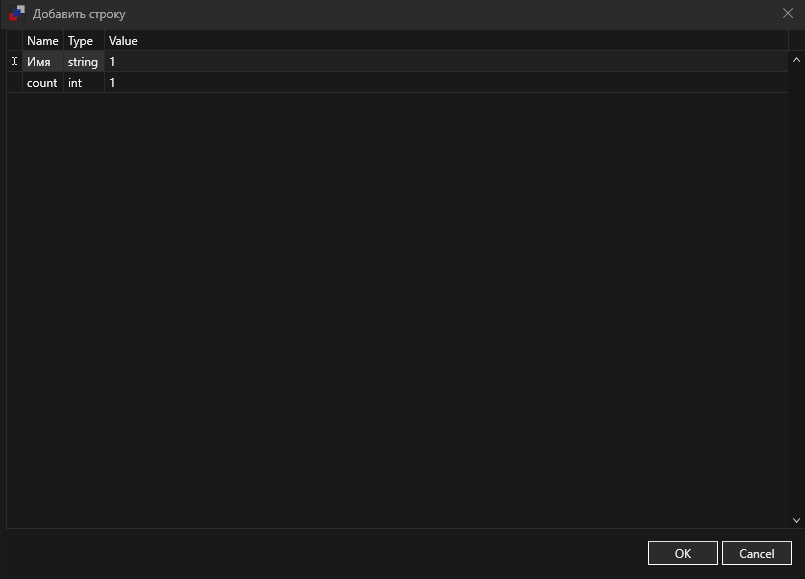 Добавить строку
Name Type Value
Имя string 1
count int 1
OK Cancel